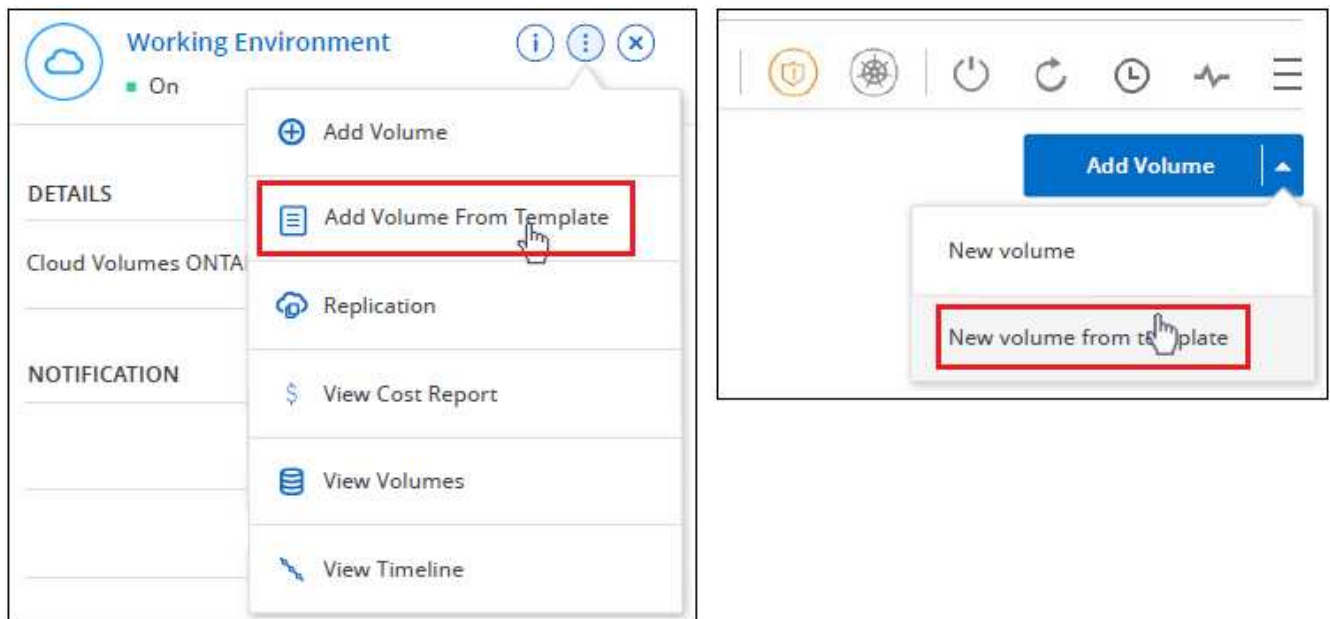 Working Environment
On
DETAILS
Cloud Volumes ONTA
NOTIFICATION
Add Volume
Add Volume From Template
Replication
$ View Cost Report
View Volumes
View Timeline
Add Volume
New volume
New volume from template